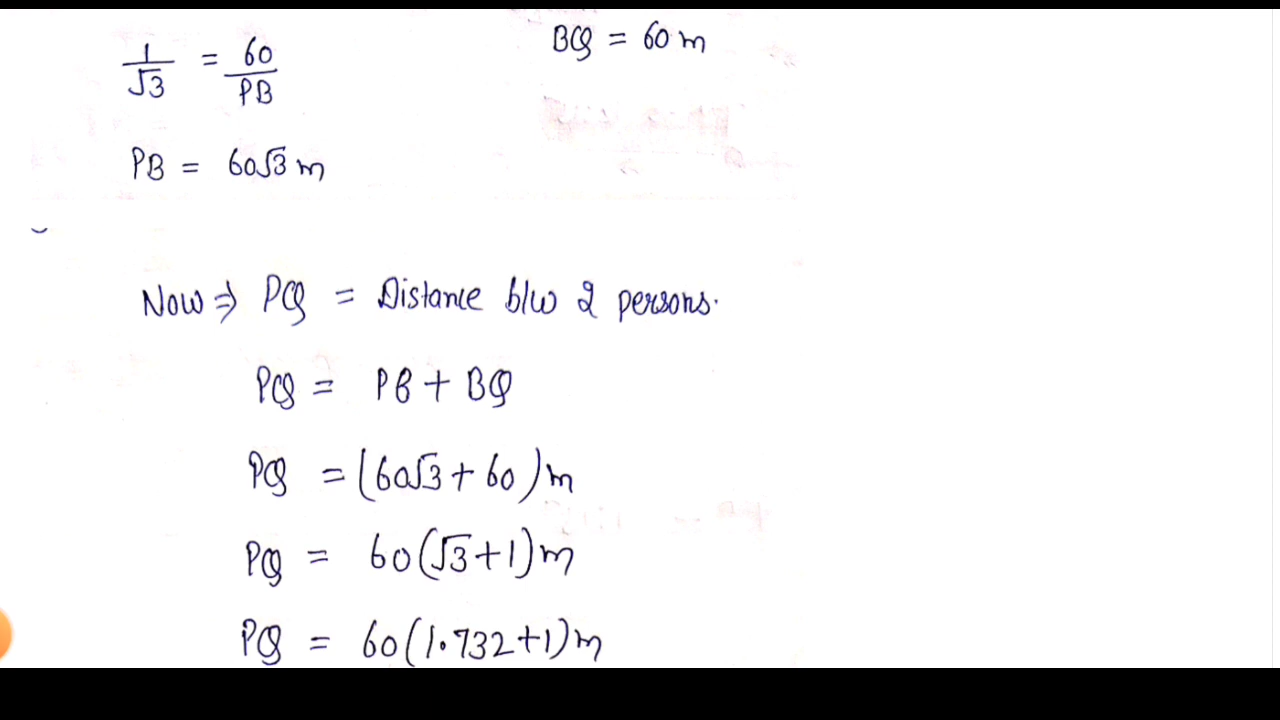 1/√3 = 60/PB
BQ = 60 m
PB = 60√3 m
Now ⇒ PQ = Distance b/w 2 persons.
PQ = PB + BQ
PQ = (60√3 + 60) m
PQ = 60(√3 + 1) m
PQ = 60(1.732 + 1) m